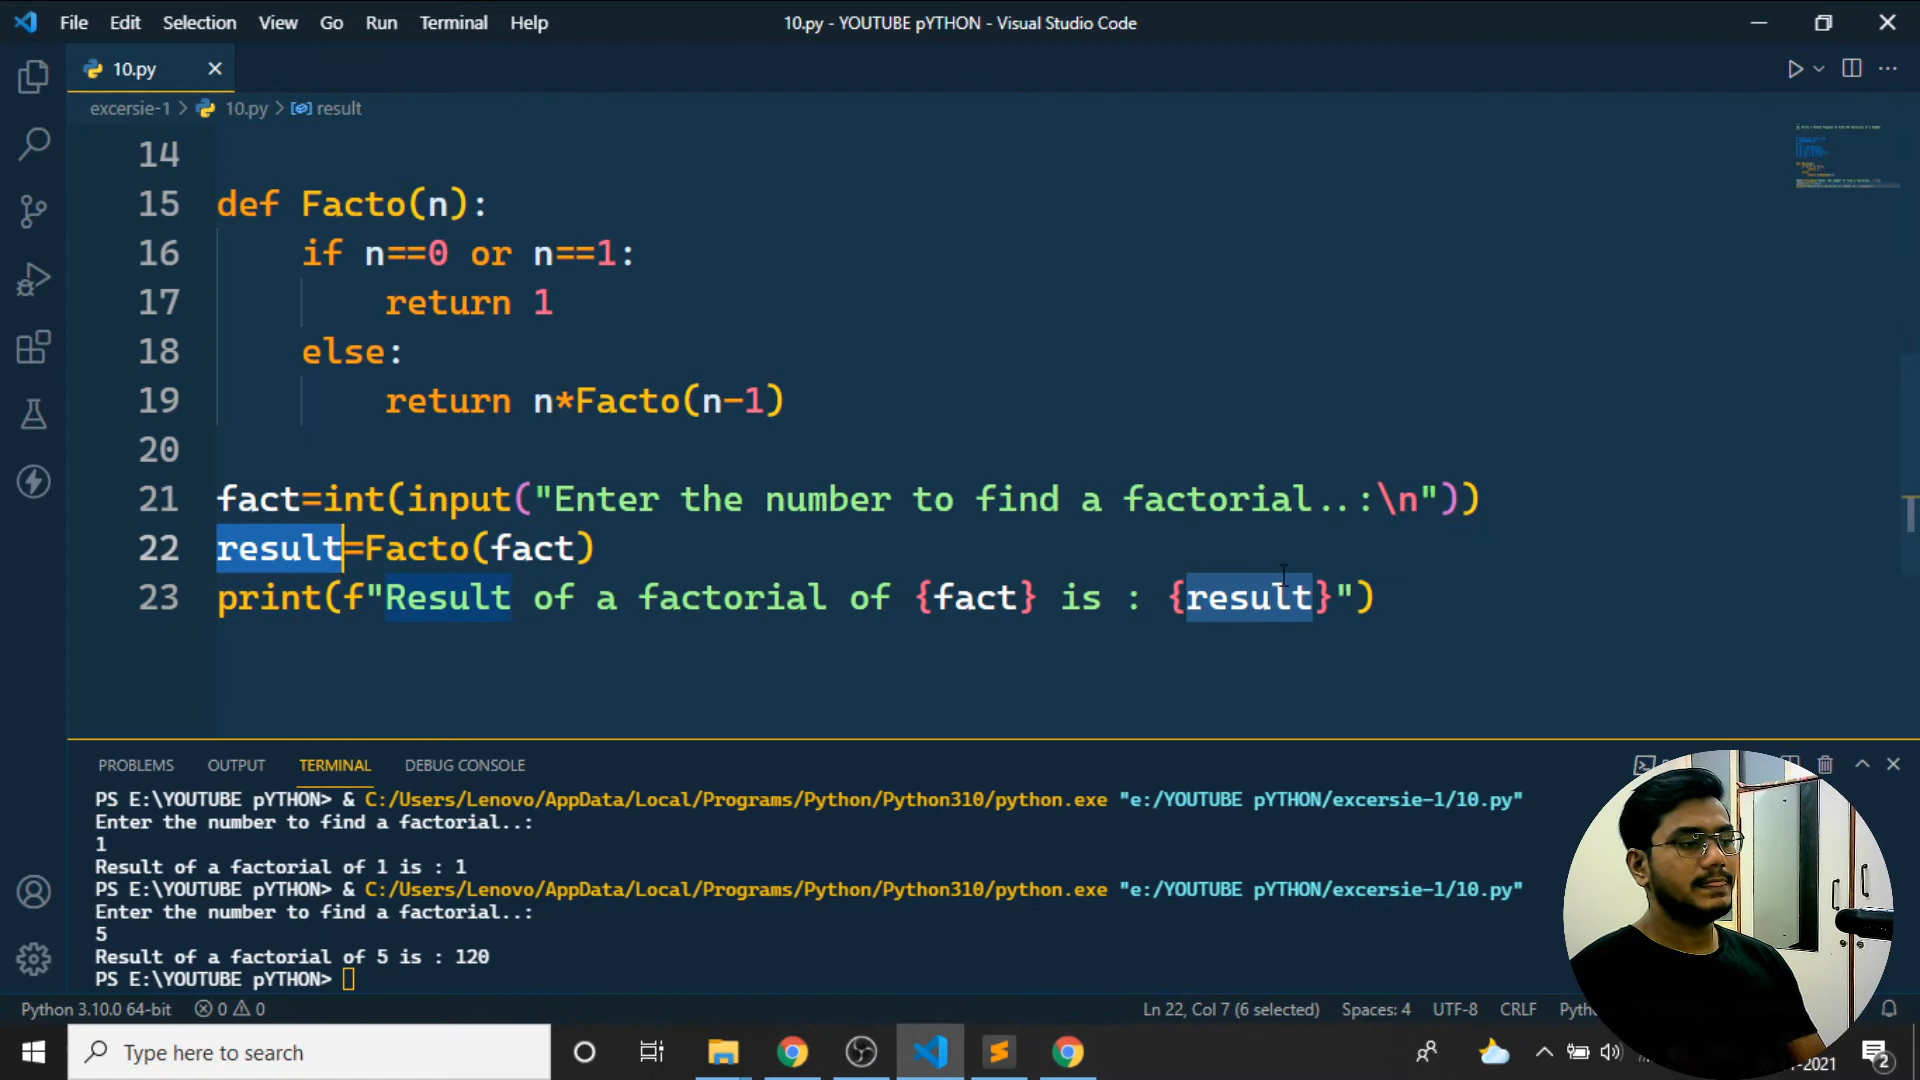 File Edit Selection View Go Run Terminal Help 10.py - YOUTUBE pYTHON - Visual Studio Code
10.py
excersie-1 > 10.py > result
14
15 def Facto(n):
16 if n==0 or n==1:
17 return 1
18 else:
19 return n*Facto(n-1)
20
21 fact=int(input("Enter the number to find a factorial..:\n"))
22 result=Facto(fact)
23 print(f"Result of a factorial of {fact} is : {result}")
PROBLEMS OUTPUT TERMINAL DEBUG CONSOLE
PS E:\YOUTUBE pYTHON> & C:/Users/Lenovo/AppData/Local/Programs/Python/Python310/python.exe "e:/YOUTUBE pYTHON/excersie-1/10.py"
Enter the number to find a factorial..:
1
Result of a factorial of 1 is : 1
PS E:\YOUTUBE pYTHON> & C:/Users/Lenovo/AppData/Local/Programs/Python/Python310/python.exe "e:/YOUTUBE pYTHON/excersie-1/10.py"
Enter the number to find a factorial..:
5
Result of a factorial of 5 is : 120
PS E:\YOUTUBE pYTHON>
Python 3.10.0 64-bit 0 0 Ln 22, Col 7 (6 selected) Spaces: 4 UTF-8 CRLF
Type here to search 2